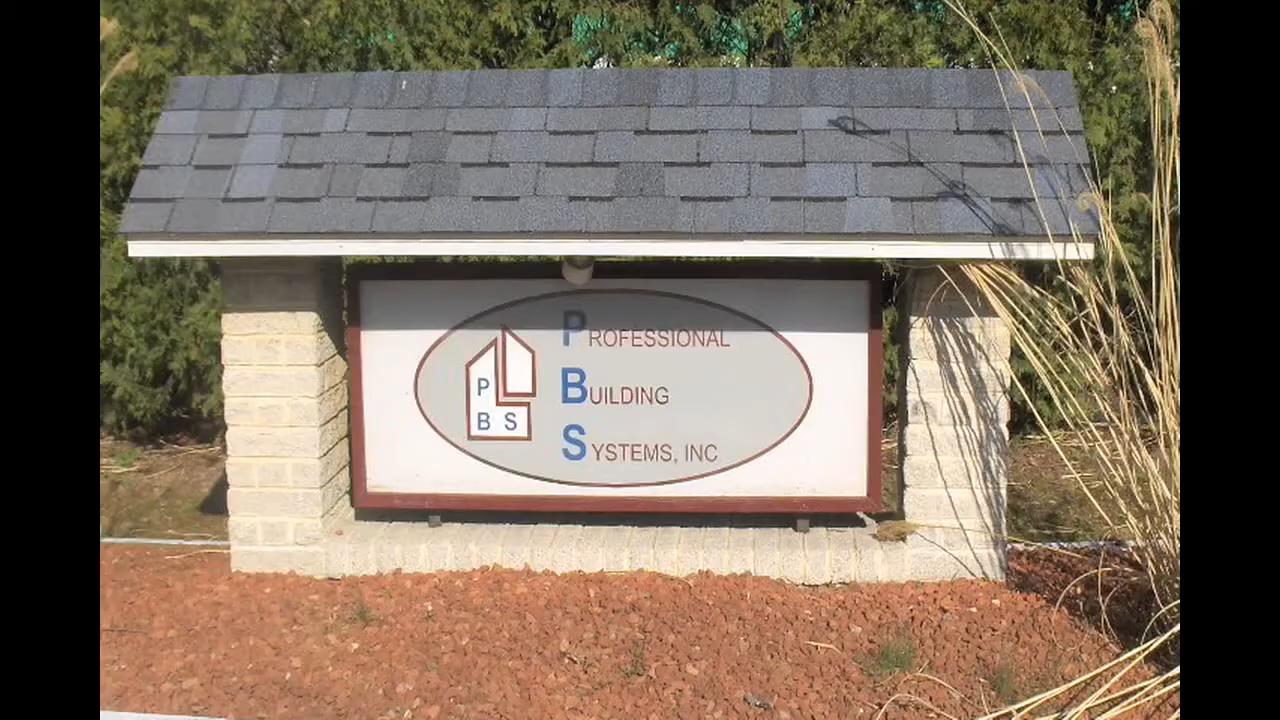 PROFESSIONAL
P
BUILDING
B S
SYSTEMS, INC